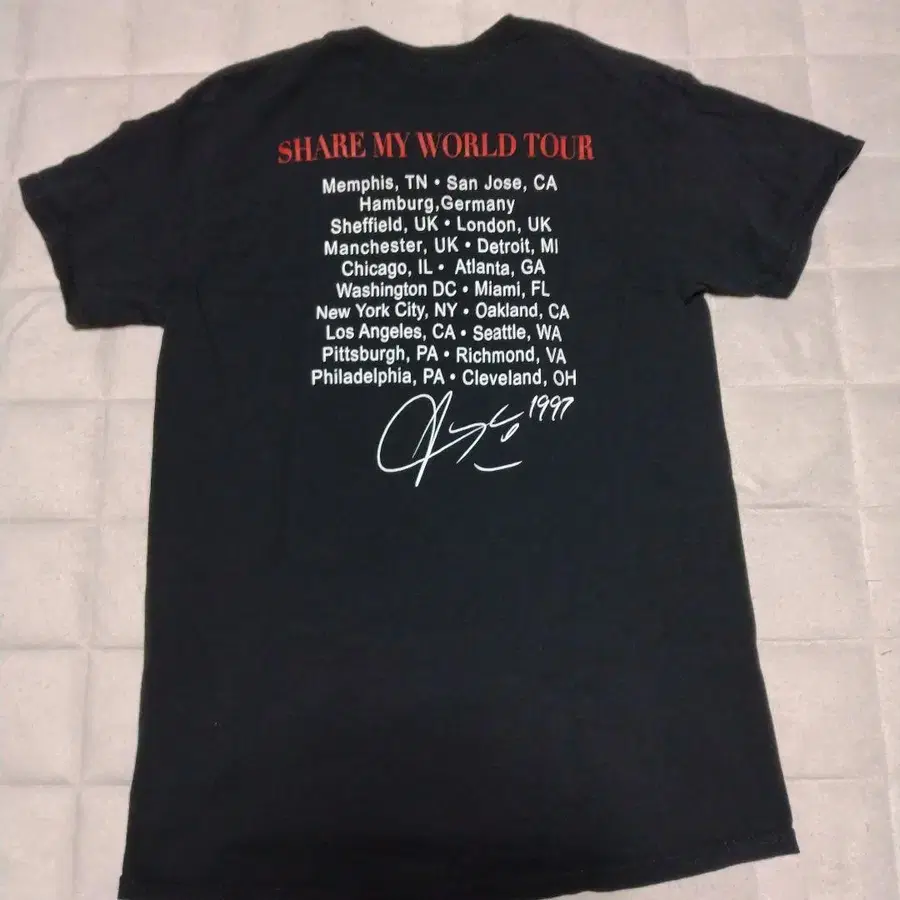 SHARE MY WORLD TOUR
Memphis, TN • San Jose, CA
Hamburg,Germany
Sheffield, UK • London, UK
Manchester, UK • Detroit, MI
Chicago, IL • Atlanta, GA
Washington DC • Miami, FL
New York City, NY • Oakland, CA
Los Angeles, CA • Seattle, WA
Pittsburgh, PA • Richmond, VA
Philadelphia, PA • Cleveland, OH
1997